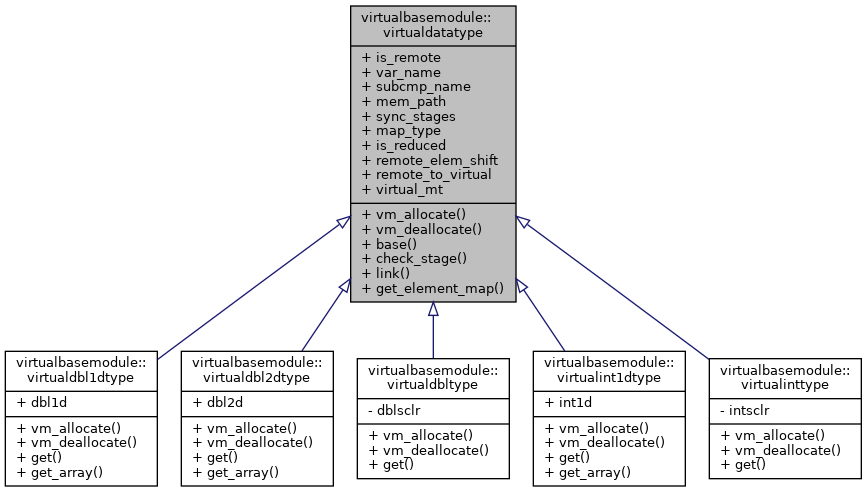 virtualbasemodule::
virtualdatatype
+ is_remote
+ var_name
+ subcmp_name
+ mem_path
+ sync_stages
+ map_type
+ is_reduced
+ remote_elem_shift
+ remote_to_virtual
+ virtual_mt
+ vm_allocate()
+ vm_deallocate()
+ base()
+ check_stage()
+ link()
+ get_element_map()
virtualbasemodule::
virtualdbl1dtype
+ dbl1d
+ vm_allocate()
+ vm_deallocate()
+ get()
+ get_array()
virtualbasemodule::
virtualdbl2dtype
+ dbl2d
+ vm_allocate()
+ vm_deallocate()
+ get()
+ get_array()
virtualbasemodule::
virtualdbltype
- dblsclr
+ vm_allocate()
+ vm_deallocate()
+ get()
virtualbasemodule::
virtualint1dtype
+ int1d
+ vm_allocate()
+ vm_deallocate()
+ get()
+ get_array()
virtualbasemodule::
virtualinttype
- intsclr
+ vm_allocate()
+ vm_deallocate()
+ get()